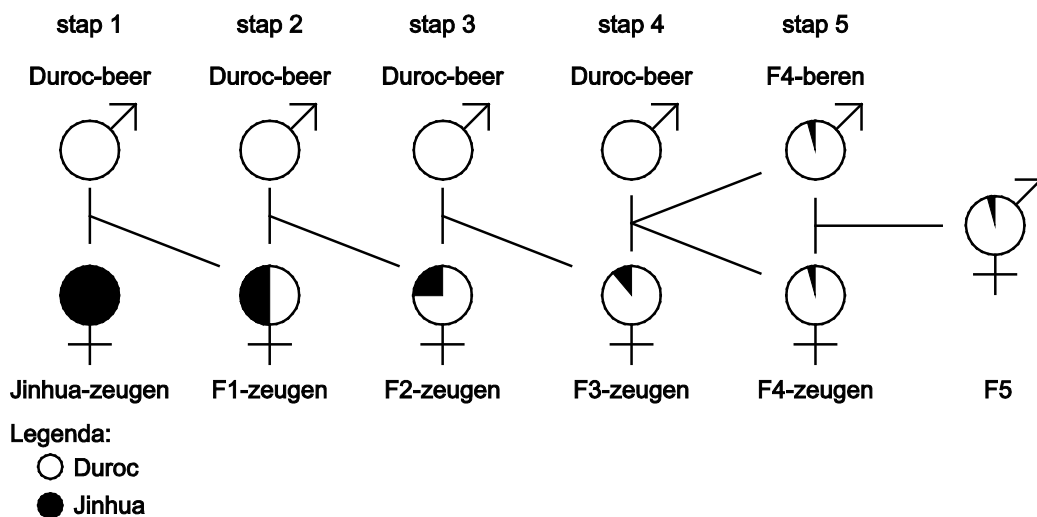 stap 1 stap 2 stap 3 stap 4 stap 5
Duroc-beer Duroc-beer Duroc-beer Duroc-beer F4-beren
Jinhua-zeugen F1-zeugen F2-zeugen F3-zeugen F4-zeugen F5
Legenda:
Duroc
Jinhua